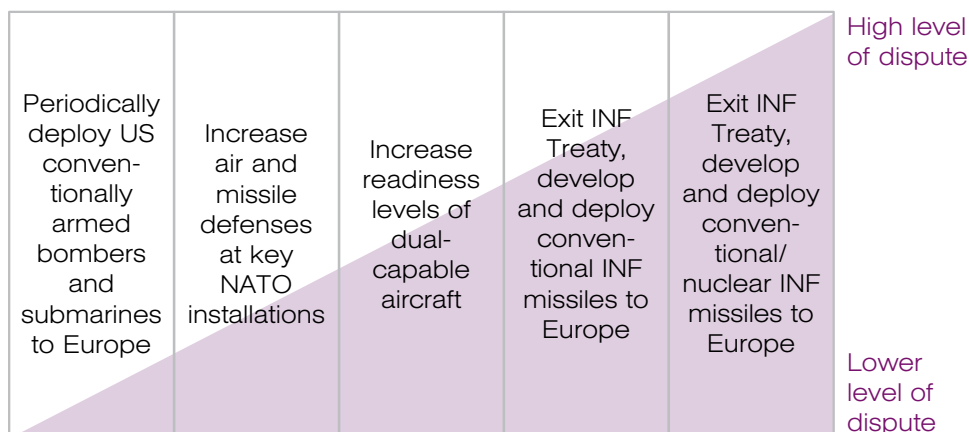 Periodically
deploy US
conven-
tionally
armed
bombers
and
submarines
to Europe
Increase
air and
missile
defenses
at key
NATO
installations
Increase
readiness
levels of
dual-
capable
aircraft
Exit INF
Treaty,
develop
and deploy
conven-
tional INF
missiles to
Europe
Exit INF
Treaty,
develop
and deploy
conven-
tional/
nuclear INF
missiles to
Europe
High level
of dispute
Lower
level of
dispute